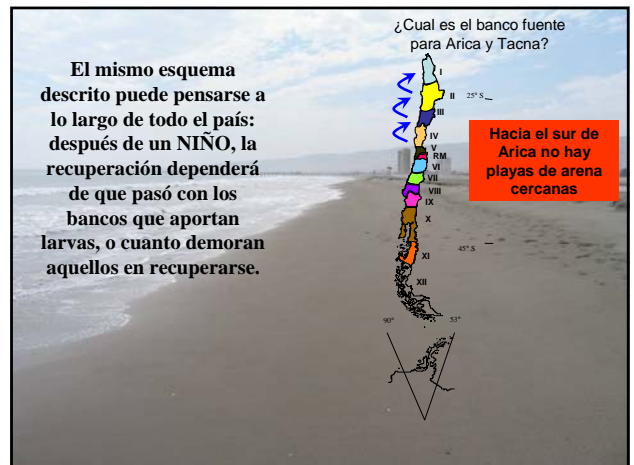 ¿Cual es el banco fuente
para Arica y Tacna?
El mismo esquema
descrito puede pensarse a
lo largo de todo el país:
después de un NIÑO, la
recuperación dependerá
de que pasó con los
bancos que aportan
larvas, o cuanto demoran
aquellos en recuperarse.
I
II
25° S
III
IV
V
RM
VI
VII
VIII
IX
X
45° S
XI
XII
90°
53°
Hacia el sur de
Arica no hay
playas de arena
cercanas